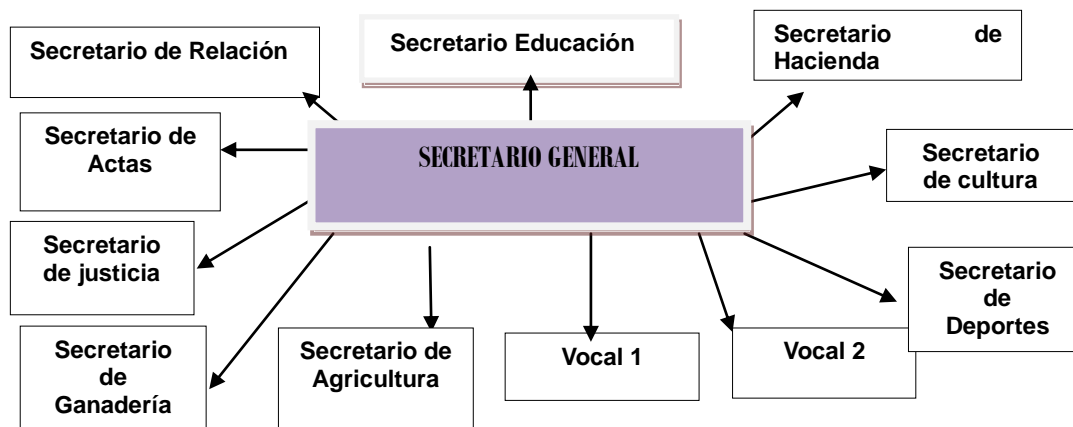 Secretario de Relación
Secretario Educación
Secretario de
Hacienda
Secretario de
Actas
SECRETARIO GENERAL
Secretario
de cultura
Secretario
de justicia
Secretario
de
Deportes
Secretario
de
Ganadería
Secretario de
Agricultura
Vocal 1
Vocal 2